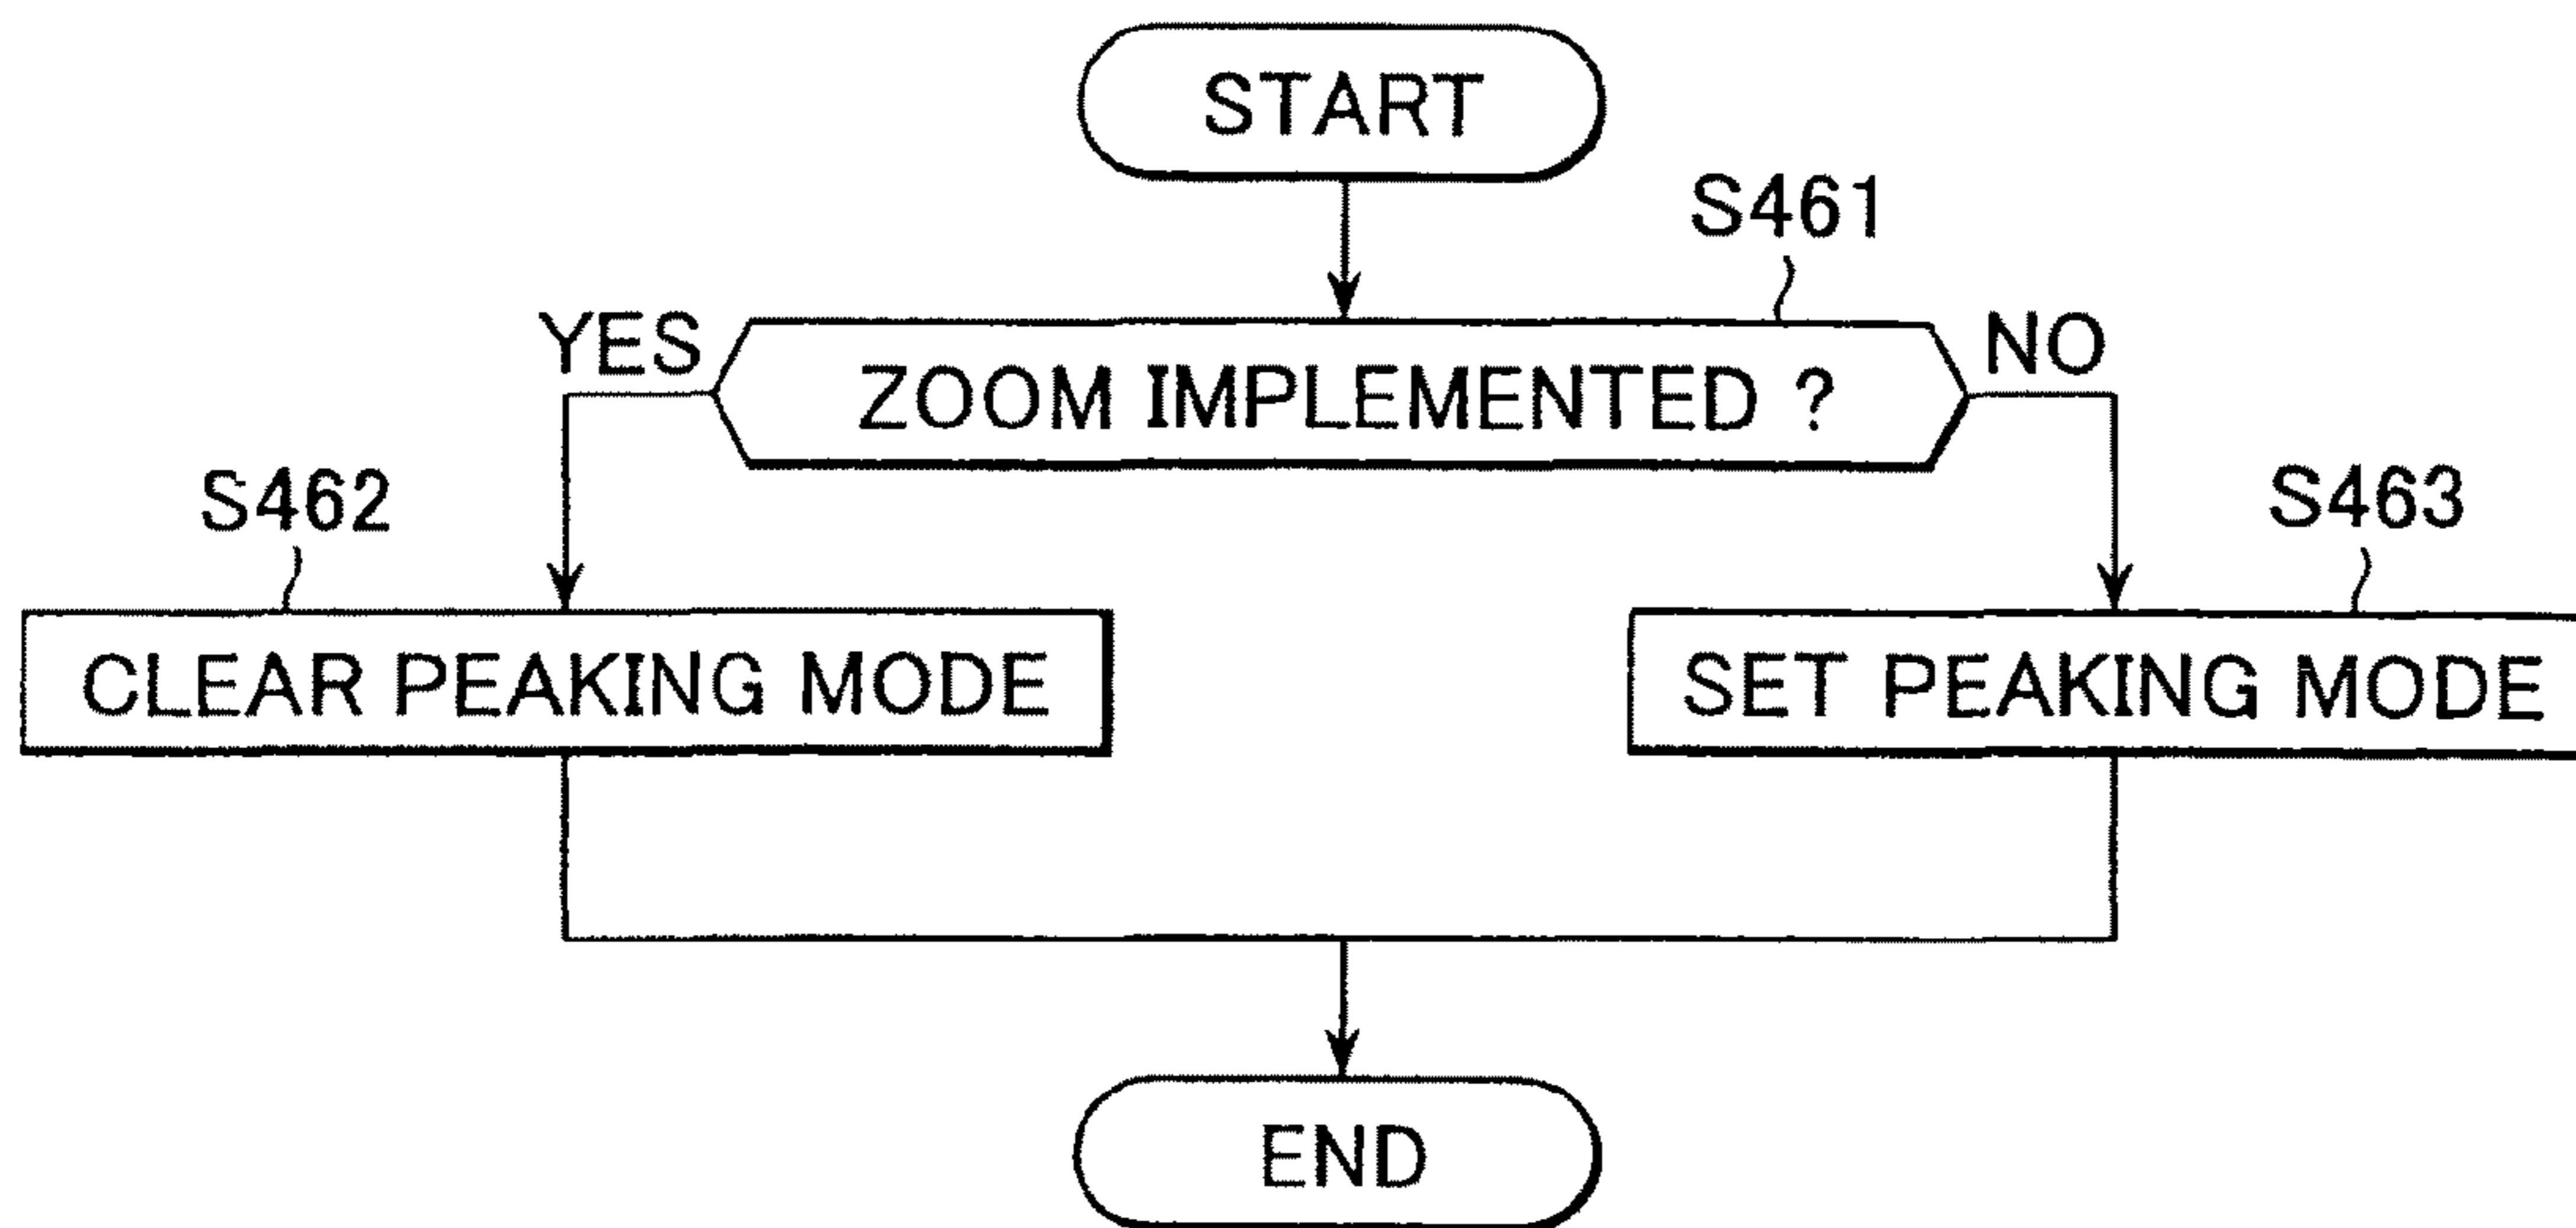 START
S461
YES
ZOOM IMPLEMENTED ?
NO
S462
S463
CLEAR PEAKING MODE
SET PEAKING MODE
END